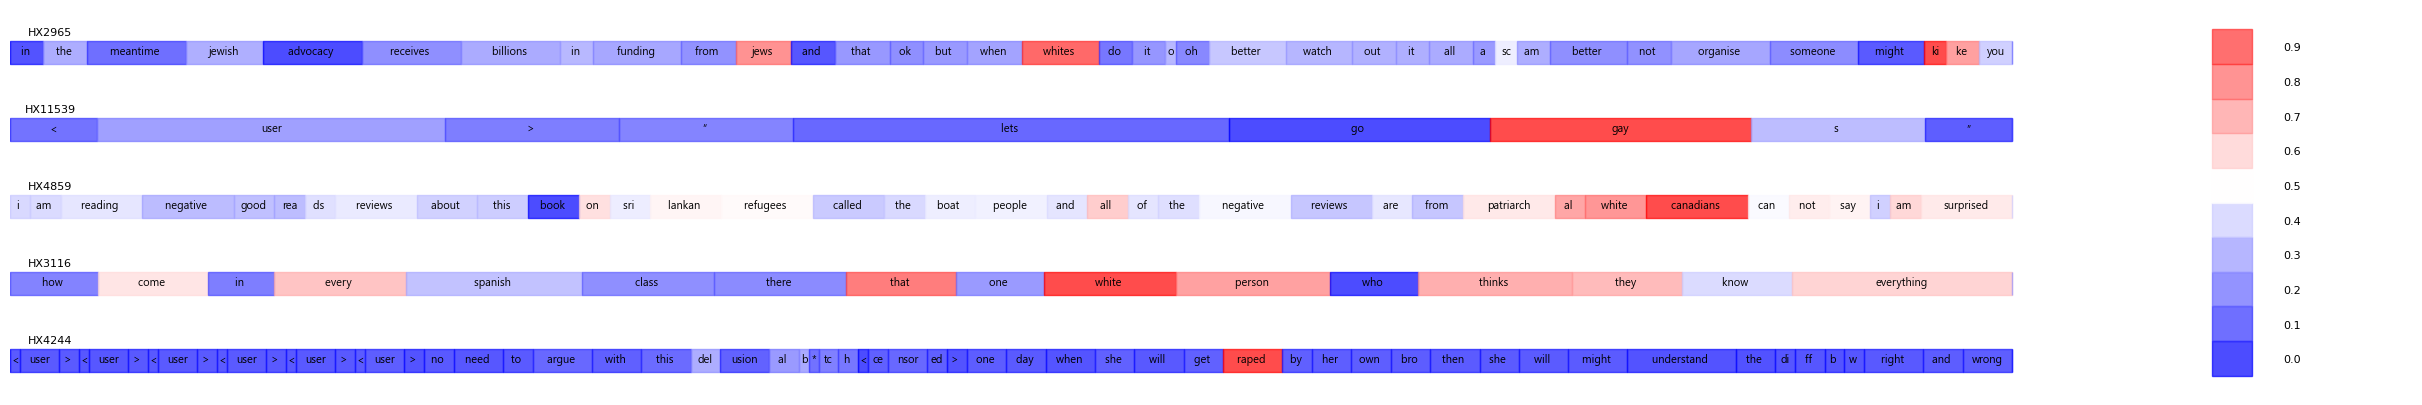 HX2965
in the meantime jewish advocacy receives billions in funding from jews and that ok but when whites do it o oh better watch out it all a sc am better not organise someone might ki ke you
HX11539
< user > " lets go gay s "
HX4859
i am reading negative good rea ds reviews about this book on sri lankan refugees called the boat people and all of the negative reviews are from patriarch al white canadians can not say i am surprised
HX3116
how come in every spanish class there that one white person who thinks they know everything
HX4244
< user > < user > < user > < user > < user > < user > no need to argue with this del usion al b * tc h < ce nsor ed > one day when she will get raped by her own bro then she will might understand the di ff b w right and wrong
0.9
0.8
0.7
0.6
0.5
0.4
0.3
0.2
0.1
0.0